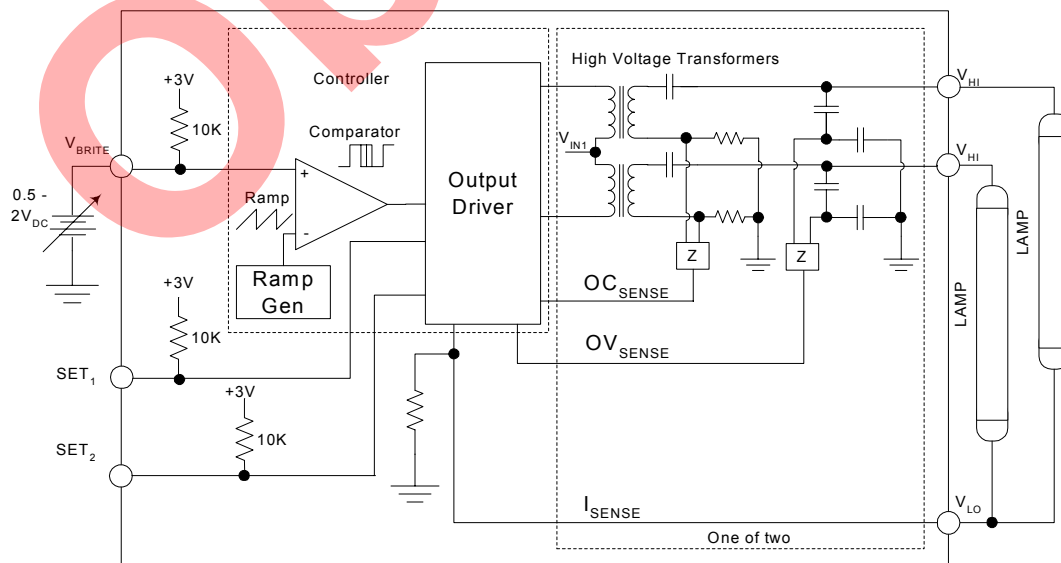 High Voltage Transformers
Controller
+3V
V_HI
10K
Comparator
V_BRITE
V_IN1
V_HI
+
Output
Driver
0.5 -
2V_DC
Ramp
-
Z
Z
LAMP
LAMP
Ramp
Gen
+3V
OC_SENSE
10K
OV_SENSE
SET_1
+3V
10K
SET_2
I_SENSE
V_LO
One of two